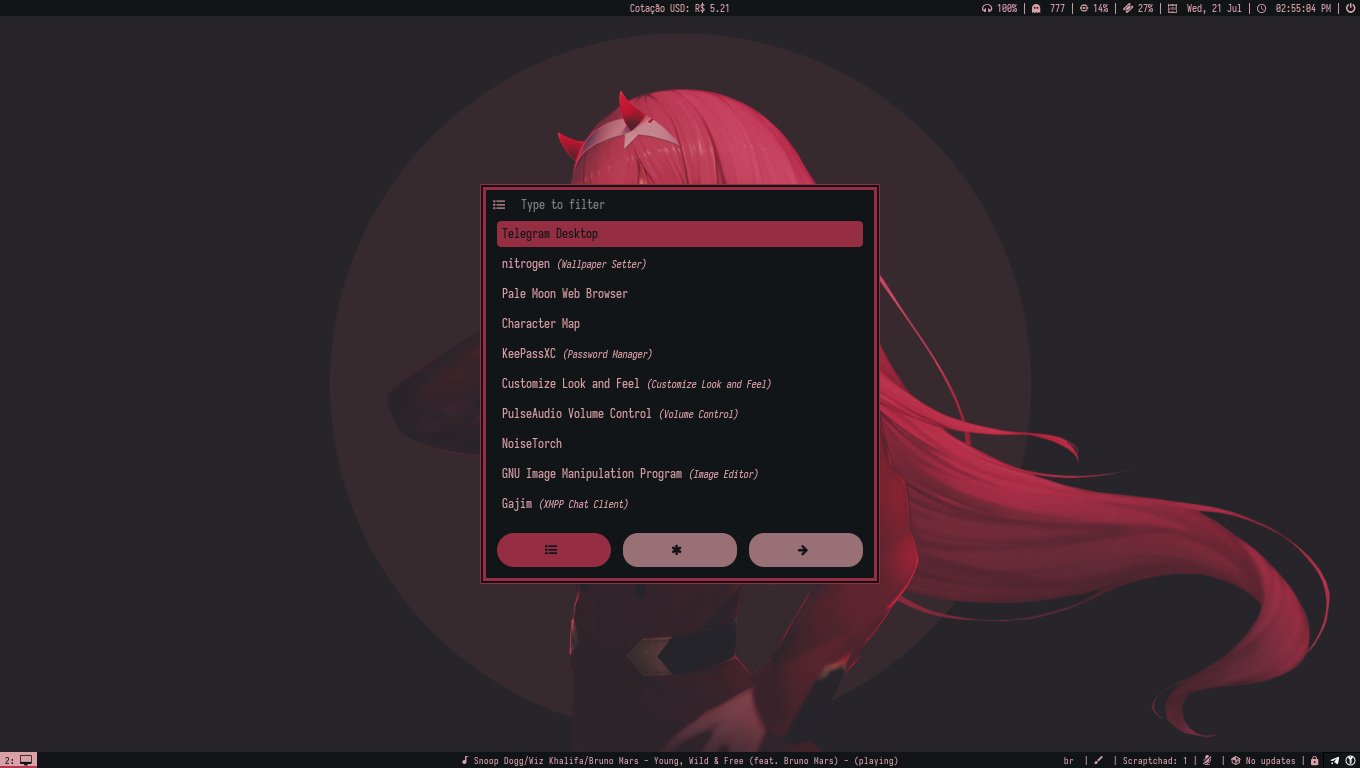 Cotação USD: R$ 5.21
100% | 777 | 14% | 27% | Wed, 21 Jul | 02:55:04 PM |
Type to filter
Telegram Desktop
nitrogen (Wallpaper Setter)
Pale Moon Web Browser
Character Map
KeePassXC (Password Manager)
Customize Look and Feel (Customize Look and Feel)
PulseAudio Volume Control (Volume Control)
NoiseTorch
GNU Image Manipulation Program (Image Editor)
Gajim (XMPP Chat Client)
2:
Snoop Dogg/Wiz Khalifa/Bruno Mars - Young, Wild & Free (feat. Bruno Mars) - (playing)
br | | Scraptchad: 1 | | No updates |